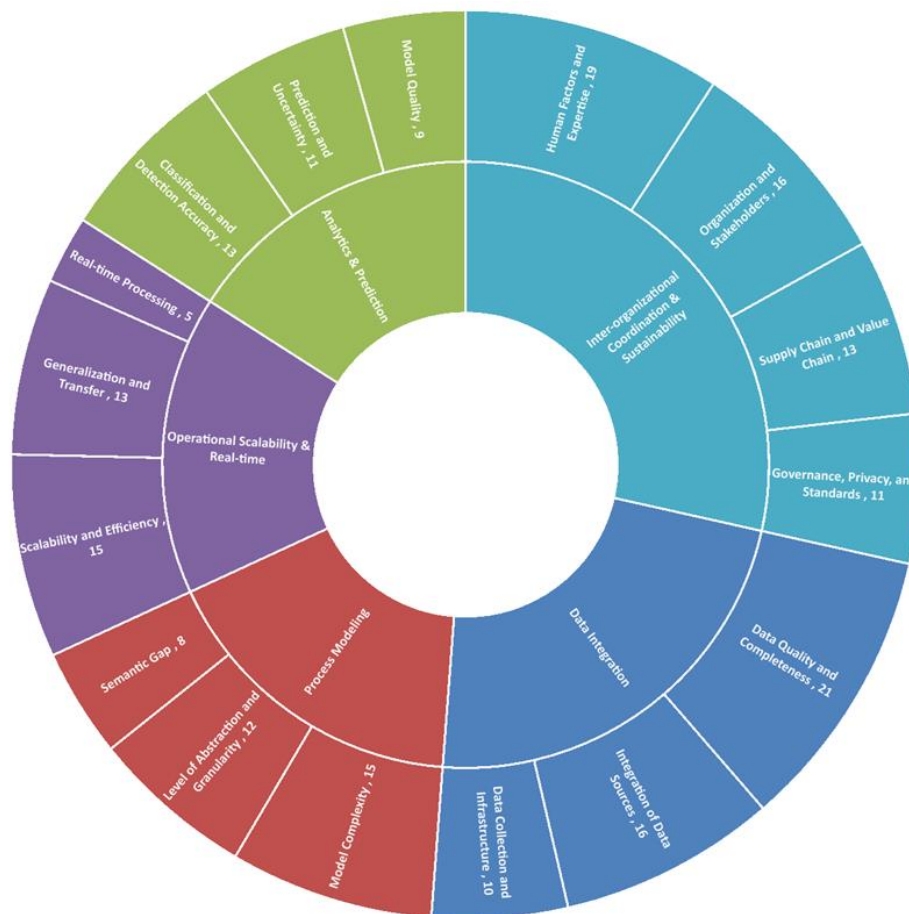 Human Factors and
Expertise , 19
Organization and
Stakeholders , 16
Supply Chain and Value
Chain , 13
Governance, Privacy, an
Standards , 11
Inter-organizational
Coordination &
Sustainability
Data Quality and
Completeness , 21
Integration of Data
Sources , 16
Data Collection and
Infrastructure , 10
Data Integration
Model Complexity , 15
Level of Abstraction and
Granularity , 12
Semantic Gap , 8
Process Modeling
Scalability and Efficiency ,
15
Generalization and
Transfer , 13
Real-time Processing , 5
Operational Scalability &
Real-time
Classification and
Detection Accuracy , 13
Prediction and
Uncertainty , 11
Model Quality , 9
Analytics & Prediction